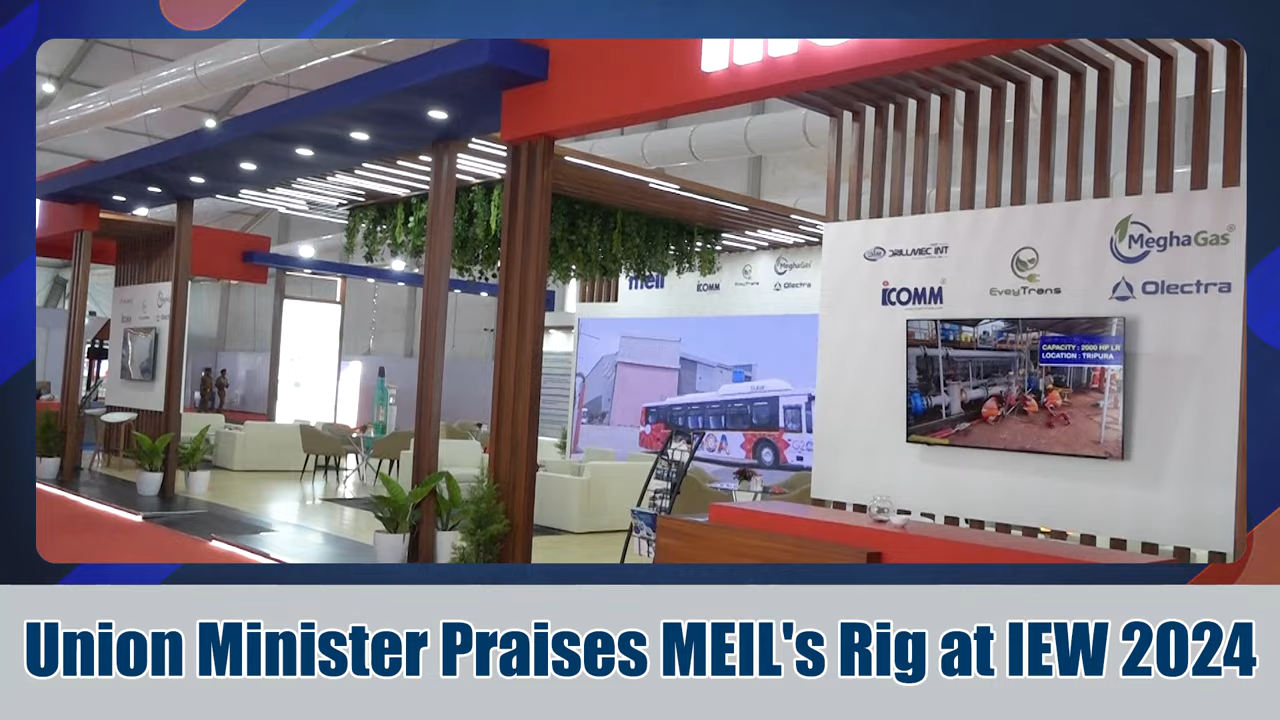 DRILLMEC INT
MeghaGas
EveyTrans
ICOMM
Olectra
meil
MeghaGas
ICOMM
EveyTrans
Olectra
CAPACITY : 2000 HP LR
LOCATION : TRIPURA
Union Minister Praises MEIL's Rig at IEW 2024